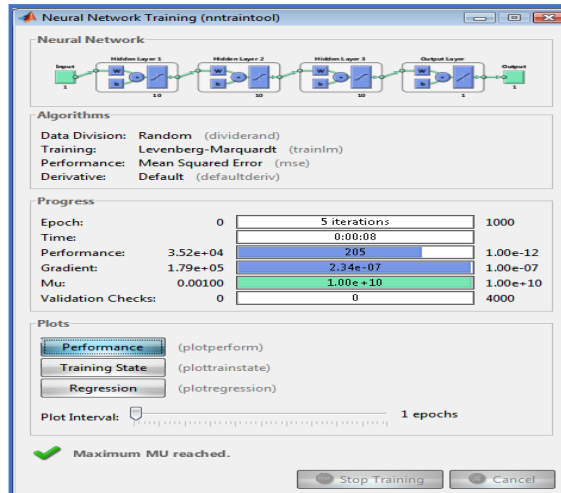 Neural Network Training (nntraintool)
Neural Network
Hidden Layer 1 Hidden Layer 2 Hidden Layer 3 Output Layer
Input W b W b W b W b Output
1 10 10 10 1 1
Algorithms
Data Division: Random (dividerand)
Training: Levenberg-Marquardt (trainlm)
Performance: Mean Squared Error (mse)
Derivative: Default (defaultderiv)
Progress
Epoch: 0 5 iterations 1000
Time: 0:00:08
Performance: 3.52e+04 205 1.00e-12
Gradient: 1.79e+05 2.34e-07 1.00e-07
Mu: 0.00100 1.00e+10 1.00e+10
Validation Checks: 0 0 4000
Plots
Performance (plotperform)
Training State (plottrainstate)
Regression (plotregression)
Plot Interval: 1 epochs
Maximum MU reached.
Stop Training Cancel